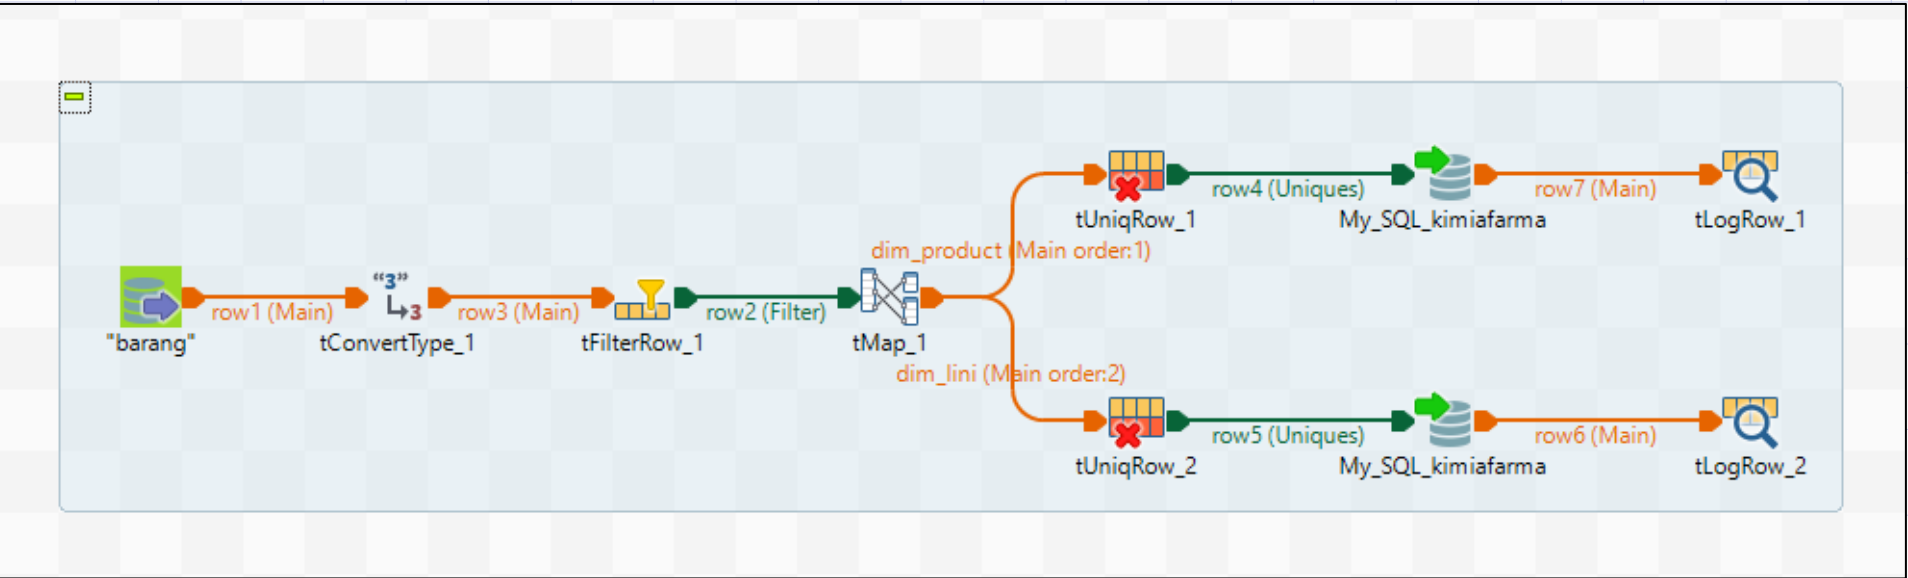 row4 (Uniques)
row7 (Main)
tUniqRow_1
My_SQL_kimiafarma
tLogRow_1
dim_product (Main order:1)
"3"
3
row1 (Main)
row3 (Main)
row2 (Filter)
"barang"
tConvertType_1
tFilterRow_1
tMap_1
dim_lini (Main order:2)
row5 (Uniques)
row6 (Main)
tUniqRow_2
My_SQL_kimiafarma
tLogRow_2